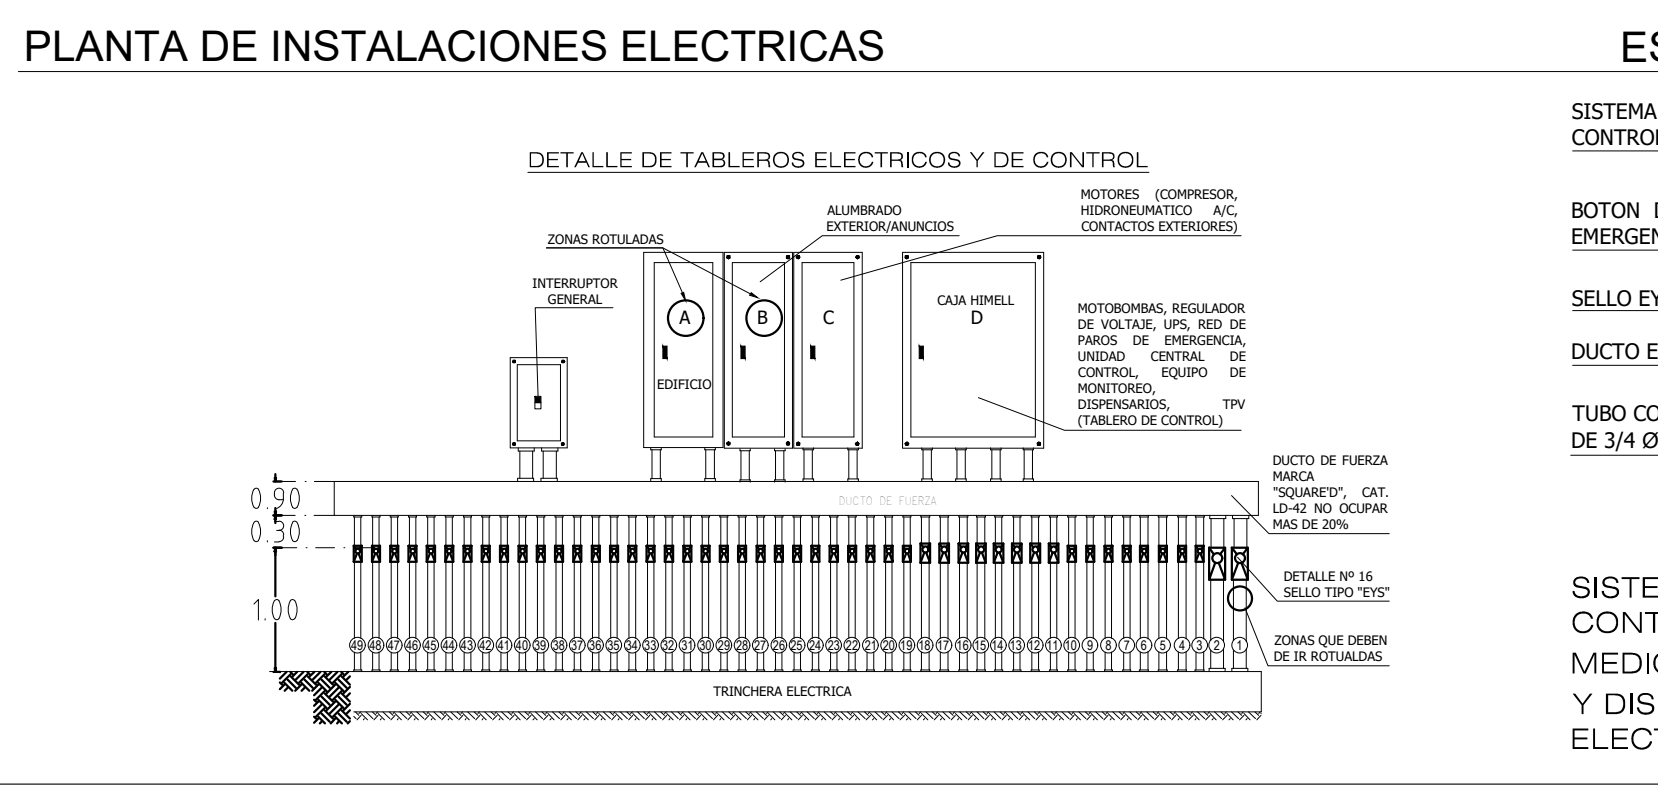 PLANTA DE INSTALACIONES ELECTRICAS
ES
SISTEMA
CONTROL
BOTON D
EMERGEN
SELLO EY
DUCTO E
TUBO CO
DE 3/4 Ø
DETALLE DE TABLEROS ELECTRICOS Y DE CONTROL
MOTORES (COMPRESOR,
HIDRONEUMATICO A/C,
CONTACTOS EXTERIORES)
ALUMBRADO
EXTERIOR/ANUNCIOS
ZONAS ROTULADAS
INTERRUPTOR
GENERAL
A
EDIFICIO
B
C
CAJA HIMELL
D
MOTOBOMBAS, REGULADOR
DE VOLTAJE, UPS, RED DE
PAROS DE EMERGENCIA,
UNIDAD CENTRAL DE
CONTROL, EQUIPO DE
MONITOREO,
DISPENSARIOS, TPV
(TABLERO DE CONTROL)
DUCTO DE FUERZA
MARCA
"SQUARE'D", CAT.
LD-42 NO OCUPAR
MAS DE 20%
0.90
DUCTO DE FUERZA
0.30
1.00
DETALLE Nº 16
SELLO TIPO "EYS"
ZONAS QUE DEBEN
DE IR ROTUALDAS
49 48 47 46 45 44 43 42 41 40 39 38 37 36 35 34 33 32 31 30 29 28 27 26 25 24 23 22 21 20 19 18 17 16 15 14 13 12 11 10 9 8 7 6 5 4 3 2 1
TRINCHERA ELECTRICA
SISTE
CONT
MEDIC
Y DIS
ELECT